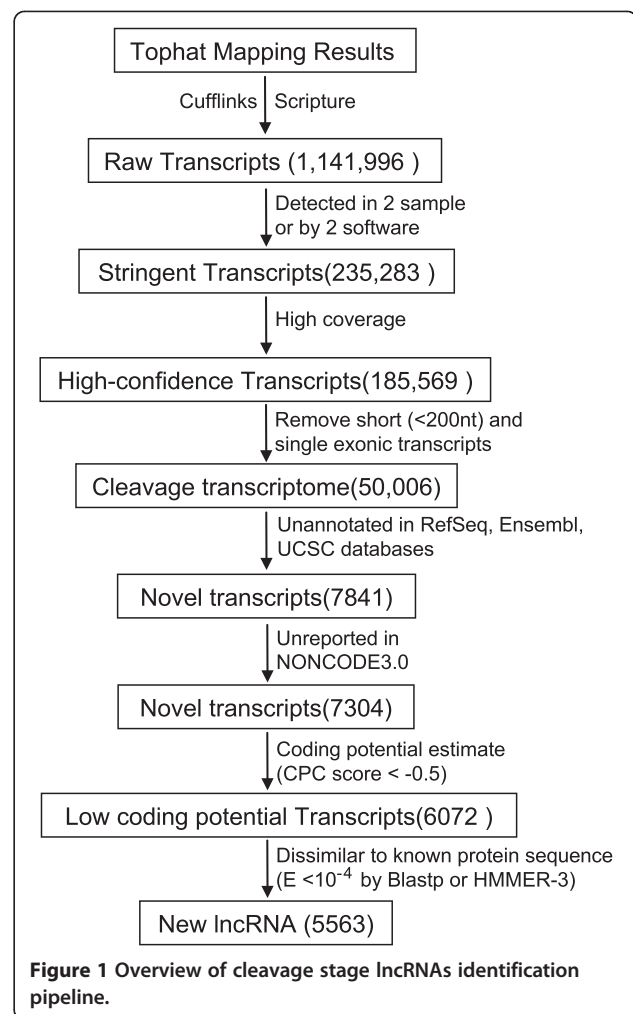 Tophat Mapping Results
Cufflinks Scripture
Raw Transcripts (1,141,996 )
Detected in 2 sample
or by 2 software
Stringent Transcripts(235,283 )
High coverage
High-confidence Transcripts(185,569 )
Remove short (<200nt) and
single exonic transcripts
Cleavage transcriptome(50,006)
Unannotated in RefSeq, Ensembl,
UCSC databases
Novel transcripts(7841)
Unreported in
NONCODE3.0
Novel transcripts(7304)
Coding potential estimate
(CPC score < -0.5)
Low coding potential Transcripts(6072 )
Dissimilar to known protein sequence
(E <10⁻⁴ by Blastp or HMMER-3)
New lncRNA (5563)
Figure 1 Overview of cleavage stage lncRNAs identification
pipeline.